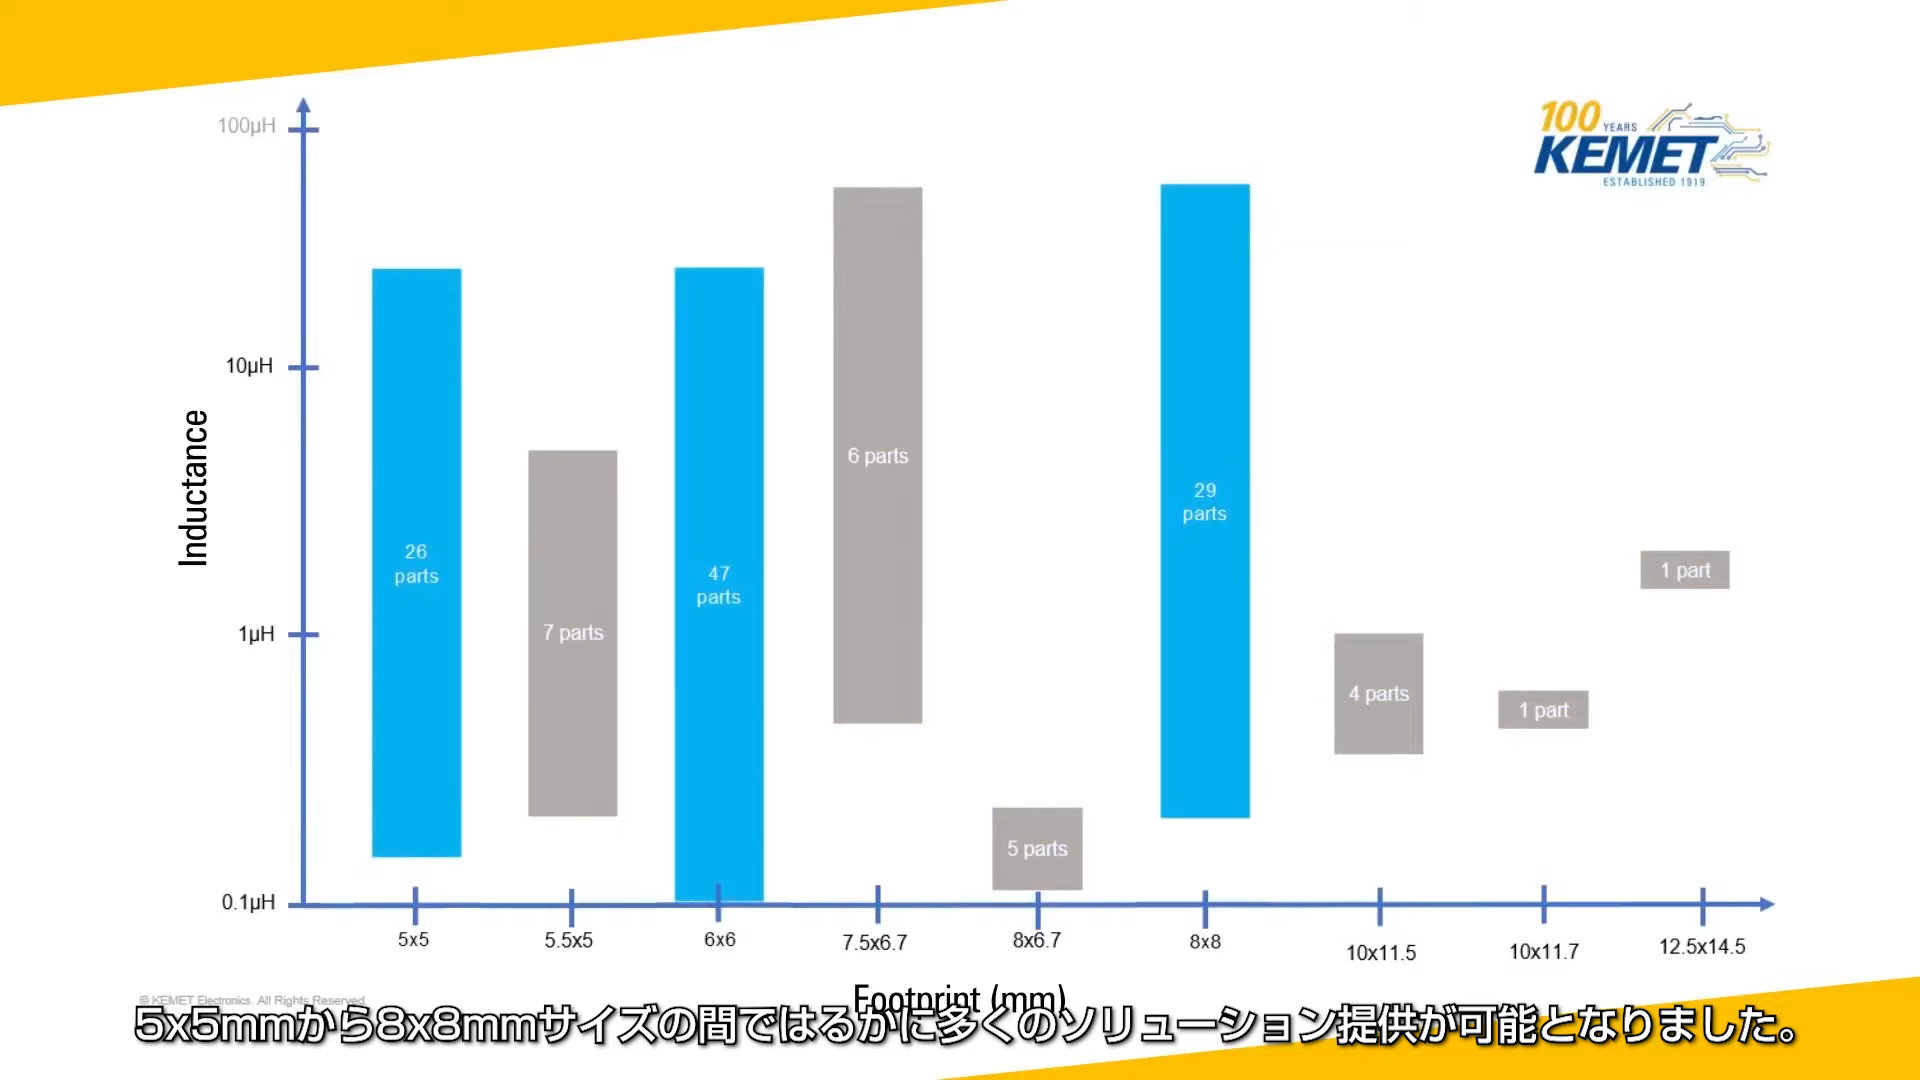 100µH
100 YEARS
KEMET
ESTABLISHED 1919
10µH
Inductance
6 parts
29
parts
26
parts
47
parts
1 part
1µH
7 parts
4 parts
1 part
5 parts
0.1µH
5x5
5.5x5
6x6
7.5x6.7
8x6.7
8x8
10x11.5
10x11.7
12.5x14.5
Footprint (mm)
© KEMET Electronics. All Rights Reserved.
5x5mmから8x8mmサイズの間ではるかに多くのソリューション提供が可能となりました。